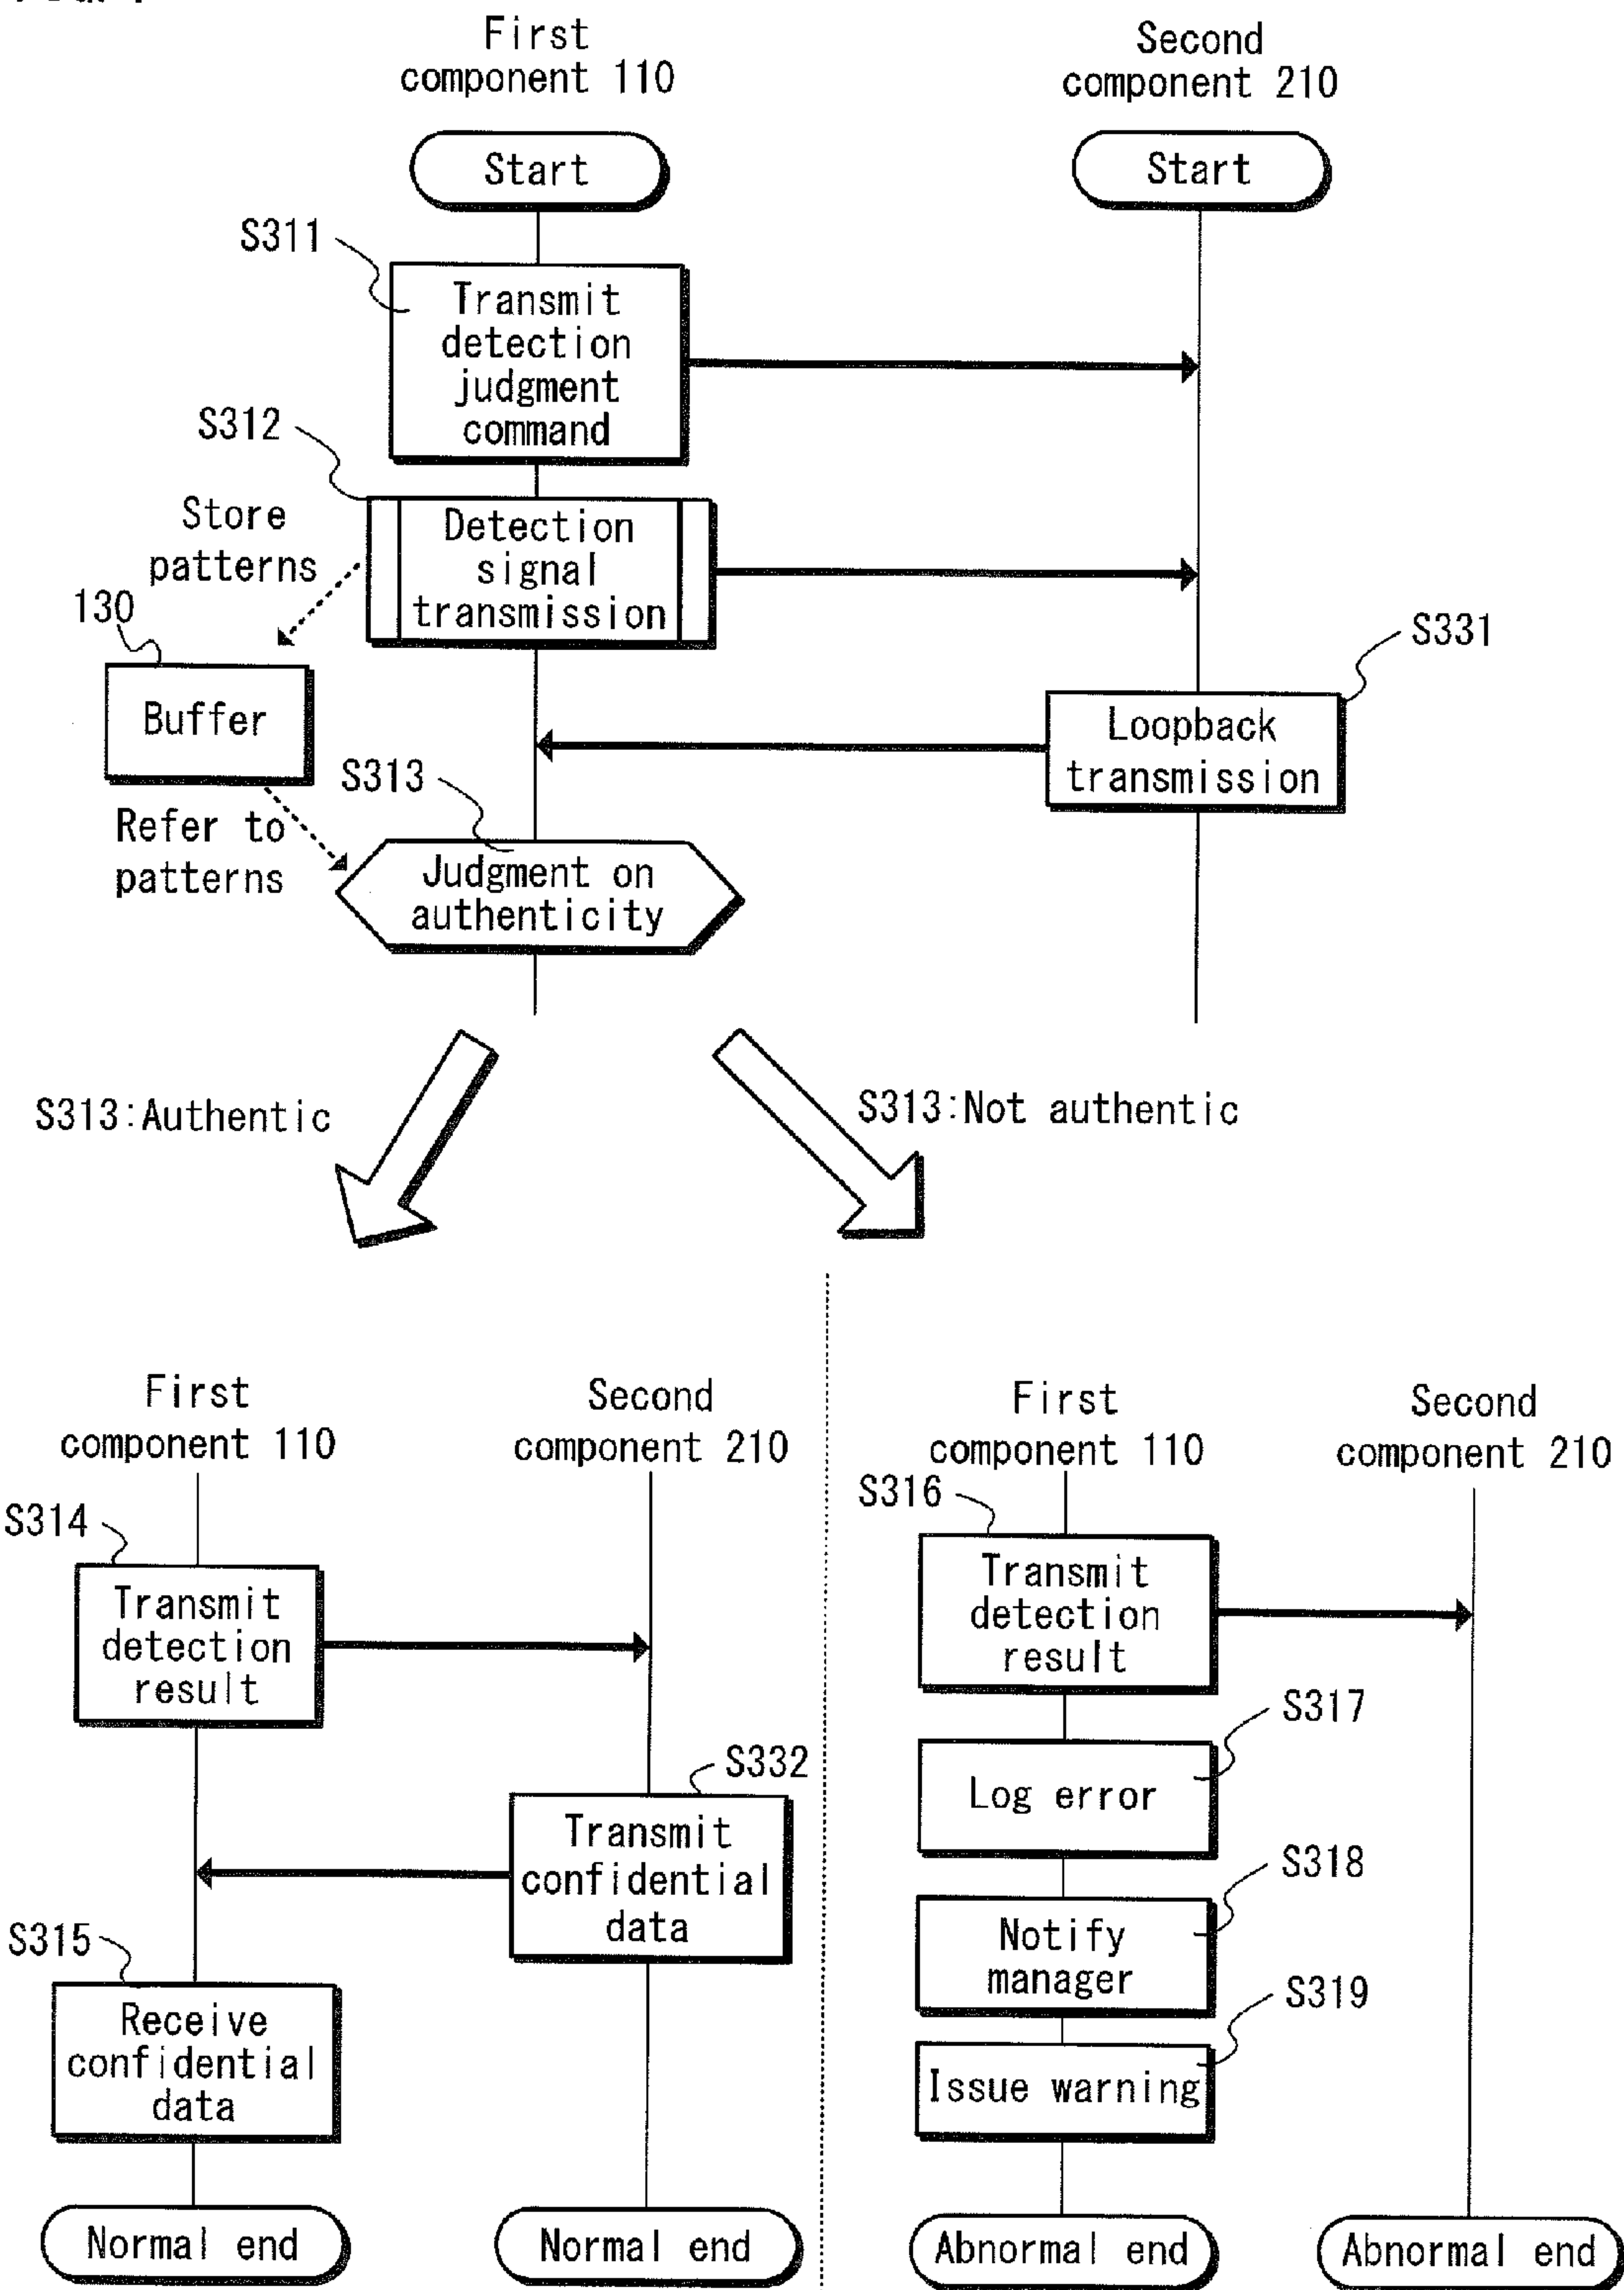 First
component 110
Second
component 210
Start
Start
S311
Transmit
detection
judgment
command
S312
Store
patterns
Detection
signal
transmission
130
Buffer
S331
Loopback
transmission
S313
Refer to
patterns
Judgment on
authenticity
S313:Authentic
S313:Not authentic
First
component 110
Second
component 210
S314
Transmit
detection
result
S332
Transmit
confidential
data
S315
Receive
confidential
data
Normal end
Normal end
First
component 110
Second
component 210
S316
Transmit
detection
result
S317
Log error
S318
Notify
manager
S319
Issue warning
Abnormal end
Abnormal end